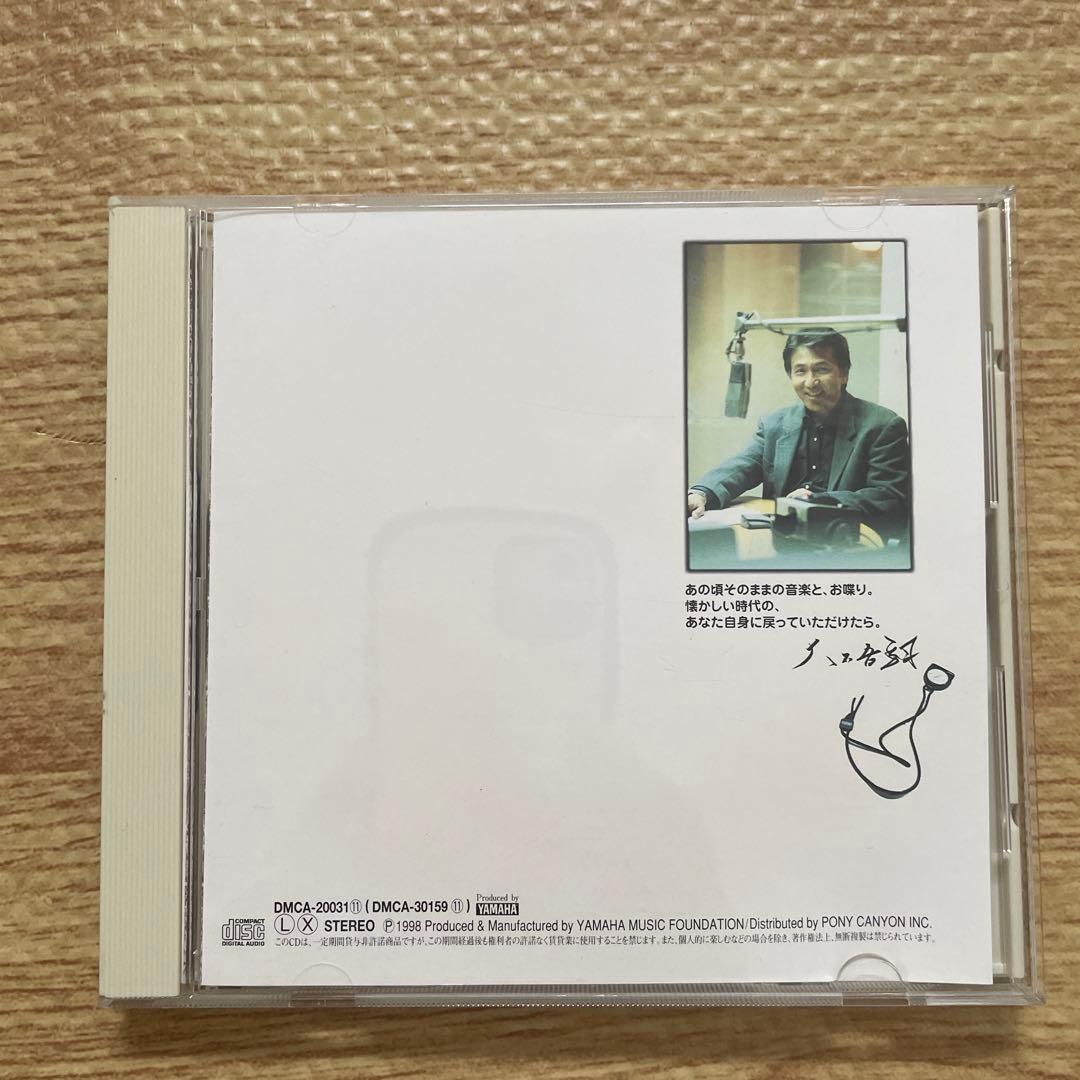 あの頃そのままの音楽と、お喋り。
懐かしい時代の、
あなた自身に戻っていただけたら。
DMCA-20031⑪ ( DMCA-30159 ⑪ ) Produced by YAMAHA
COMPACT disc DIGITAL AUDIO
Ⓛ Ⓧ STEREO Ⓟ 1998 Produced & Manufactured by YAMAHA MUSIC FOUNDATION/Distributed by PONY CANYON INC.
このCDは、一定期間貸与非許諾商品ですが、この期間経過後も権利者の許諾なく賃貸業に使用することを禁じます。また、個人的に楽しむなどの場合を除き、著作権法上、無断複製は禁じられています。